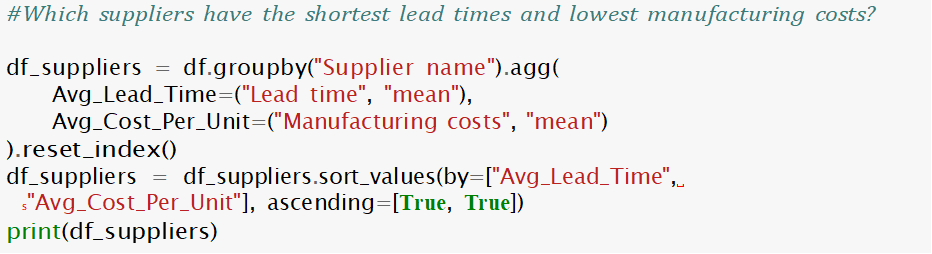 #Which suppliers have the shortest lead times and lowest manufacturing costs?
df_suppliers = df.groupby("Supplier name").agg(
Avg_Lead_Time=("Lead time", "mean"),
Avg_Cost_Per_Unit=("Manufacturing costs", "mean")
).reset_index()
df_suppliers = df_suppliers.sort_values(by=["Avg_Lead_Time",
s"Avg_Cost_Per_Unit"], ascending=[True, True])
print(df_suppliers)